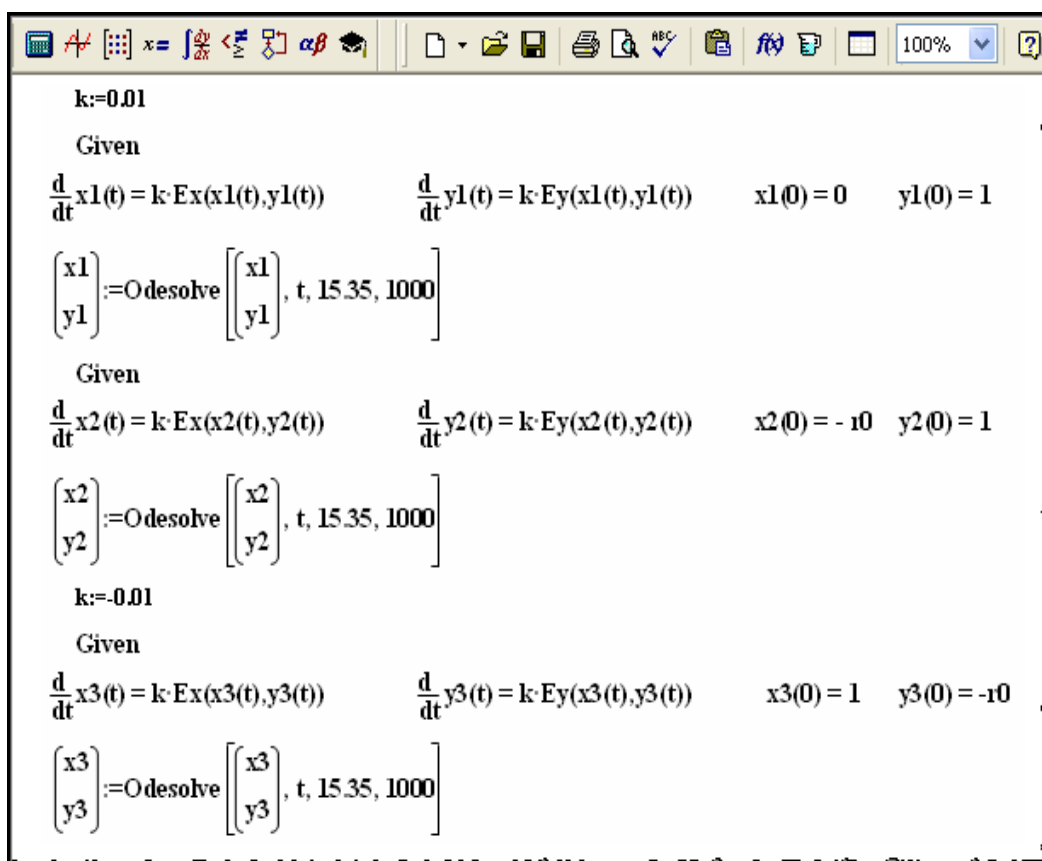 x= αβ 100%
k:=0.01
Given
d/dt x1(t) = k·Ex(x1(t),y1(t)) d/dt y1(t) = k·Ey(x1(t),y1(t)) x1(0) = 0 y1(0) = 1
(x1 y1) :=Odesolve [(x1 y1), t, 15.35, 1000]
Given
d/dt x2(t) = k·Ex(x2(t),y2(t)) d/dt y2(t) = k·Ey(x2(t),y2(t)) x2(0) = - r0 y2(0) = 1
(x2 y2) :=Odesolve [(x2 y2), t, 15.35, 1000]
k:=-0.01
Given
d/dt x3(t) = k·Ex(x3(t),y3(t)) d/dt y3(t) = k·Ey(x3(t),y3(t)) x3(0) = 1 y3(0) = -r0
(x3 y3) :=Odesolve [(x3 y3), t, 15.35, 1000]